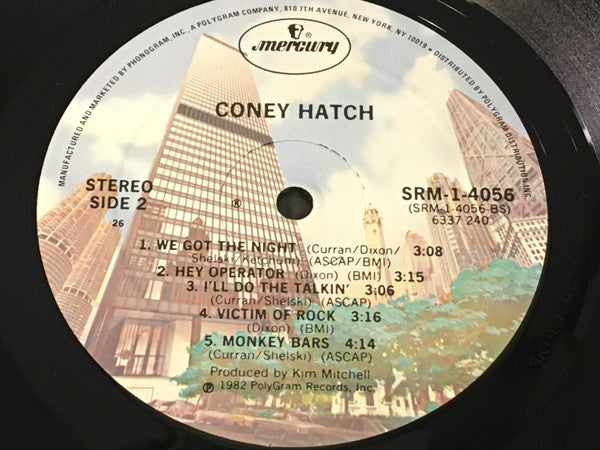 MANUFACTURED AND MARKETED BY PHONOGRAM, INC., A POLYGRAM COMPANY, 810 7TH AVENUE, NEW YORK, NY 10019 • DISTRIBUTED BY POLYGRAM DISTRIBUTION, INC.
mercury ®
CONEY HATCH
STEREO
SIDE 2
26
®
SRM-1-4056
(SRM-1-4056-BS)
6337 240
1. WE GOT THE NIGHT (Curran/Dixon/
Shelski/Ketchum) (ASCAP/BMI) 3:08
2. HEY OPERATOR (Dixon) (BMI) 3:15
3. I'LL DO THE TALKIN' 3:06
(Curran/Shelski) (ASCAP)
4. VICTIM OF ROCK 3:16
(Dixon) (BMI)
5. MONKEY BARS 4:14
(Curran/Shelski) (ASCAP)
Produced by Kim Mitchell
℗ 1982 PolyGram Records, Inc.